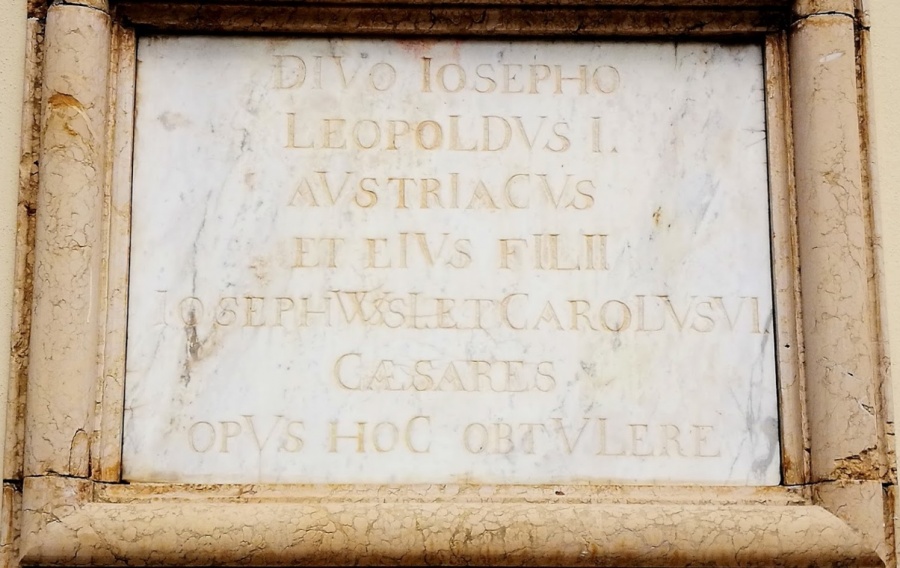 DIVO IOSEPHO
LEOPOLDVS I.
AVSTRIACVS
ET EIVS FILII
IOSEPHVS I. ET CAROLVS VI.
CÆSARES
OPVS HOC OBTVLERE